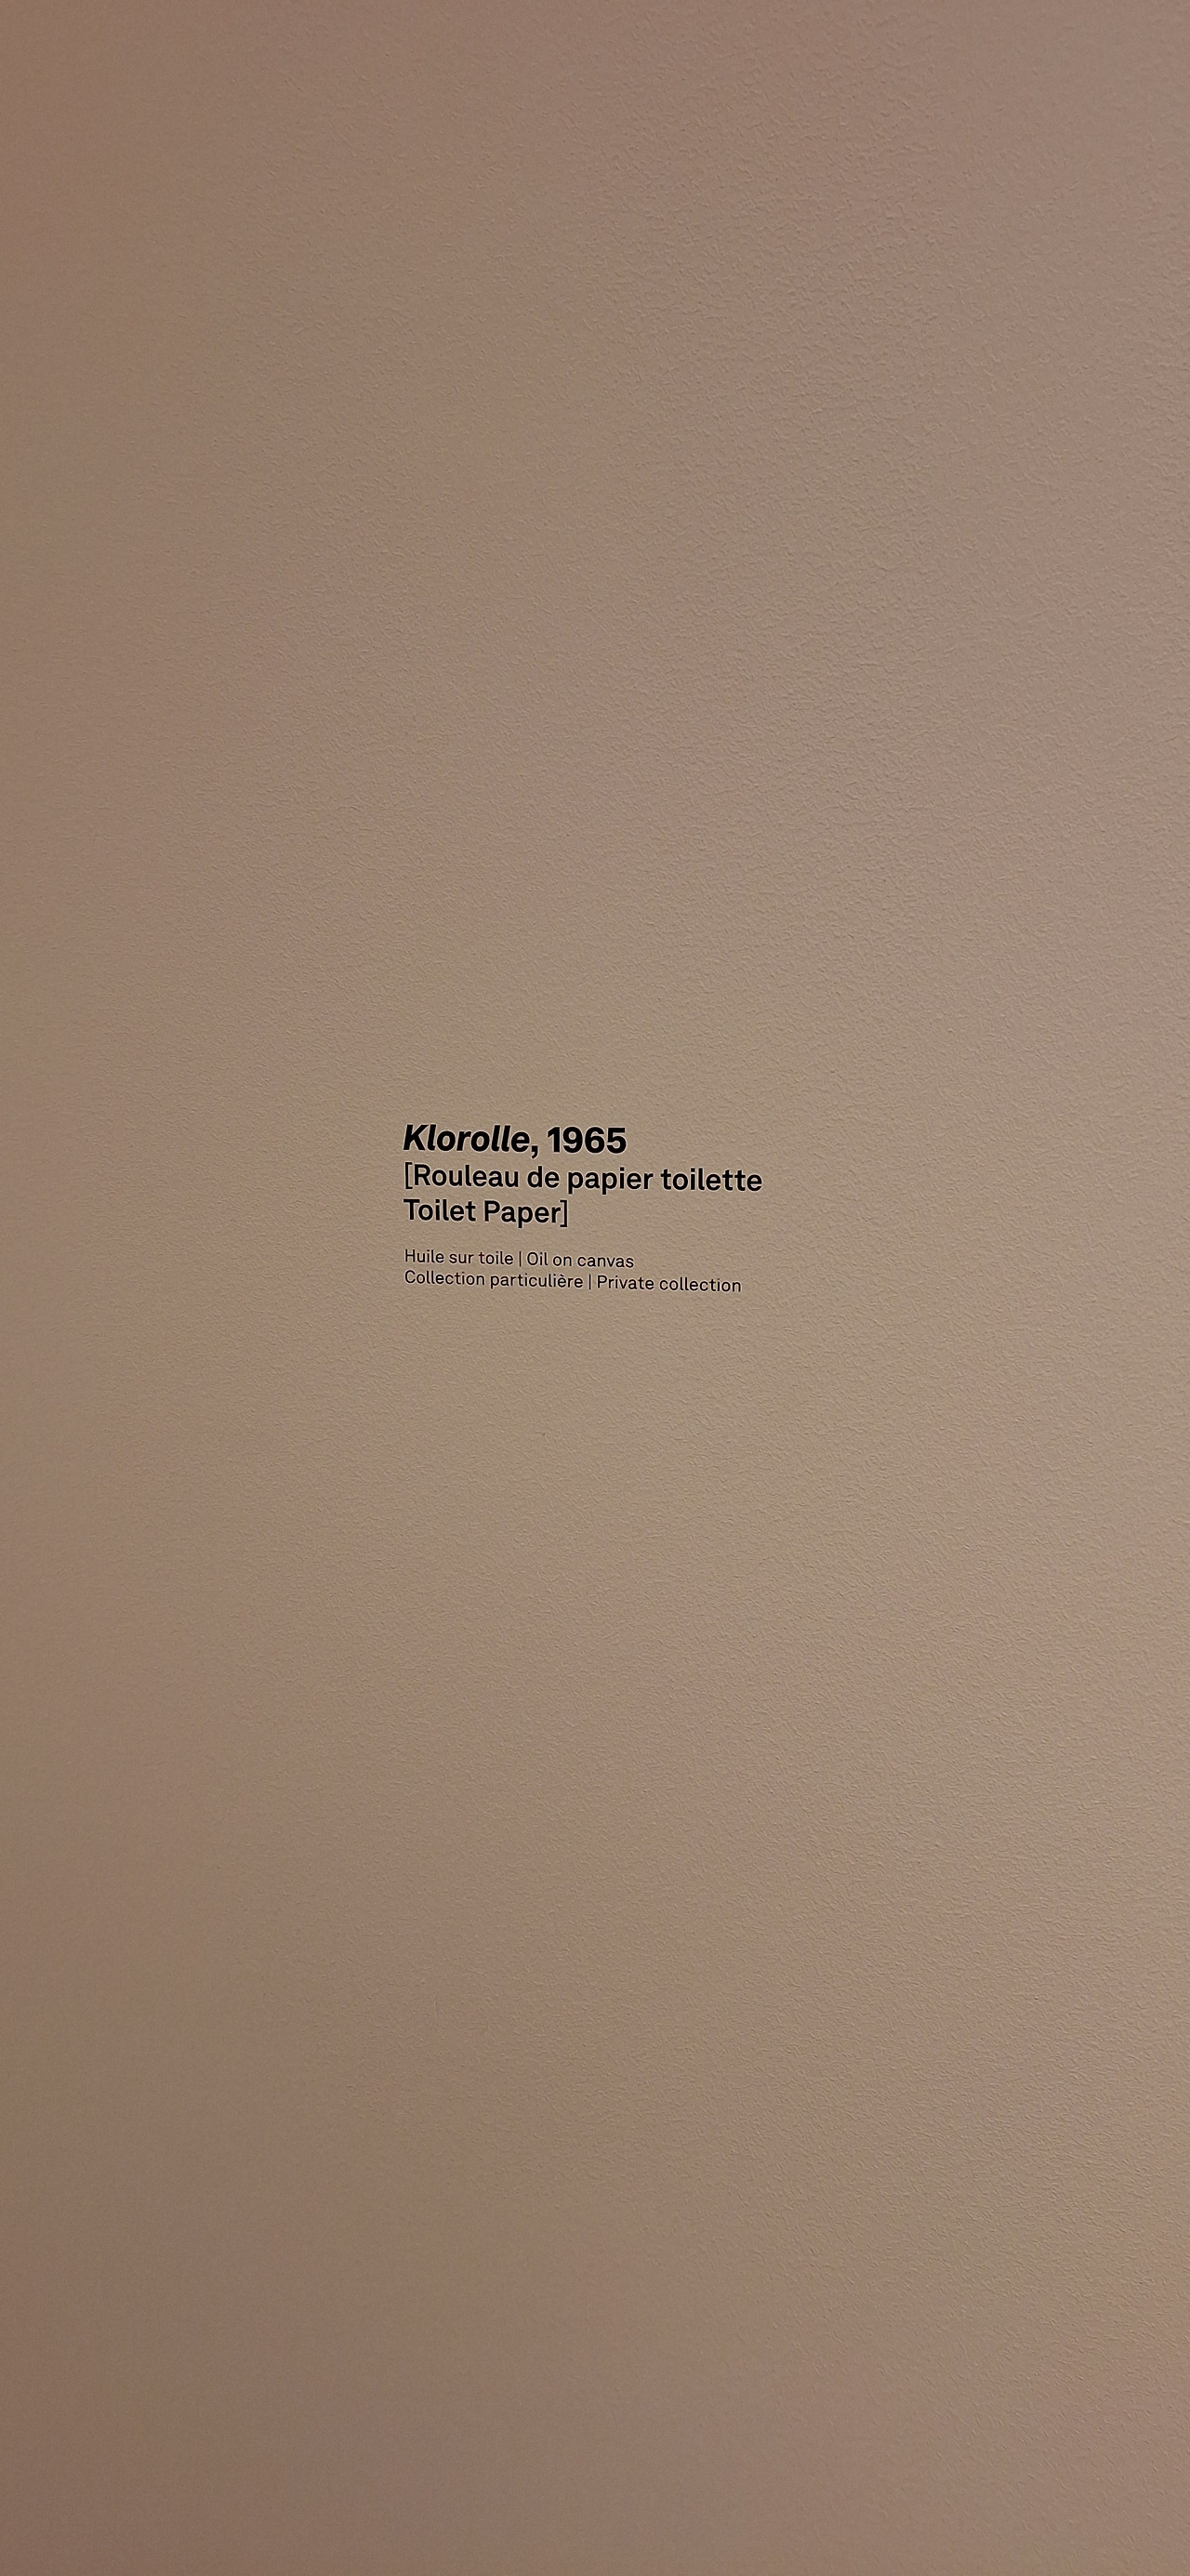 Klorolle, 1965
[Rouleau de papier toilette
Toilet Paper]
Huile sur toile | Oil on canvas
Collection particulière | Private collection